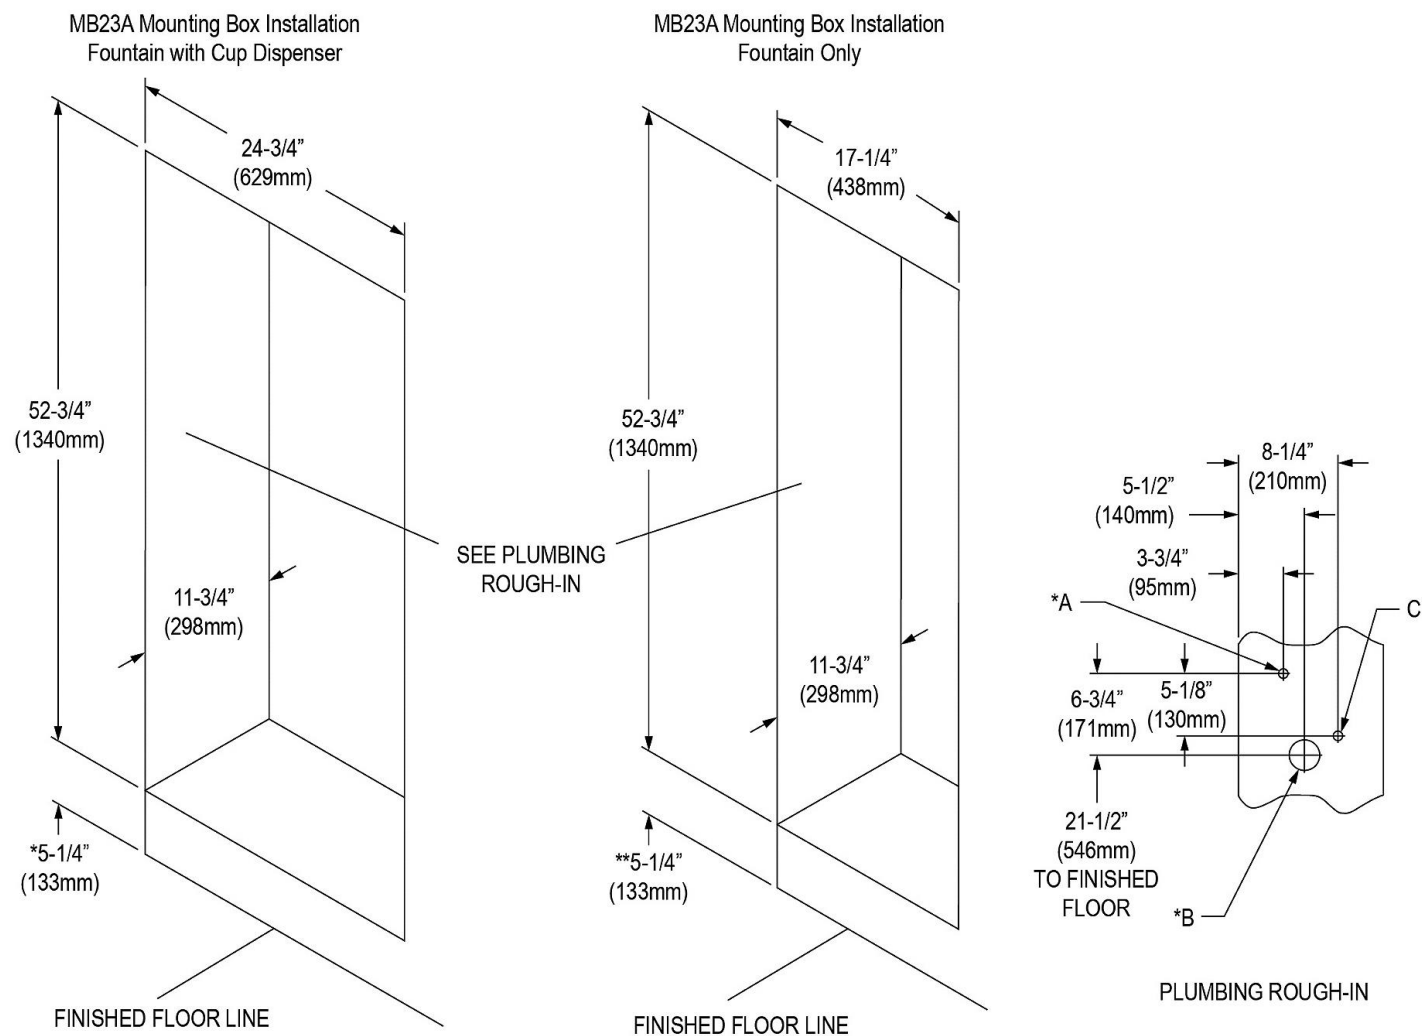 MB23A Mounting Box Installation
Fountain with Cup Dispenser
24-3/4”
(629mm)
52-3/4”
(1340mm)
11-3/4”
(298mm)
*5-1/4”
(133mm)
FINISHED FLOOR LINE
SEE PLUMBING
ROUGH-IN
MB23A Mounting Box Installation
Fountain Only
17-1/4”
(438mm)
52-3/4”
(1340mm)
11-3/4”
(298mm)
**5-1/4”
(133mm)
FINISHED FLOOR LINE
8-1/4”
(210mm)
5-1/2”
(140mm)
3-3/4”
(95mm)
*A
C
6-3/4”
(171mm)
5-1/8”
(130mm)
21-1/2”
(546mm)
TO FINISHED
FLOOR
*B
PLUMBING ROUGH-IN